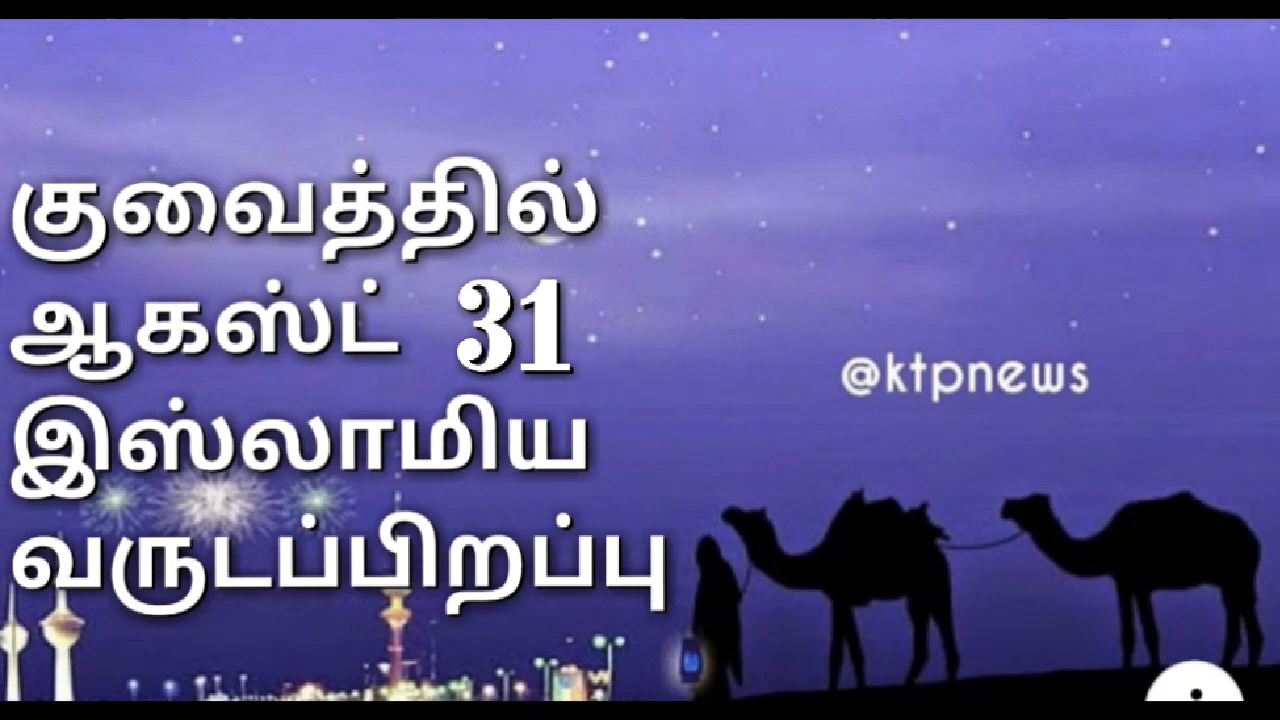 குவைத்தில்
ஆகஸ்ட் 31
இஸ்லாமிய
வருடப்பிறப்பு
@ktpnews